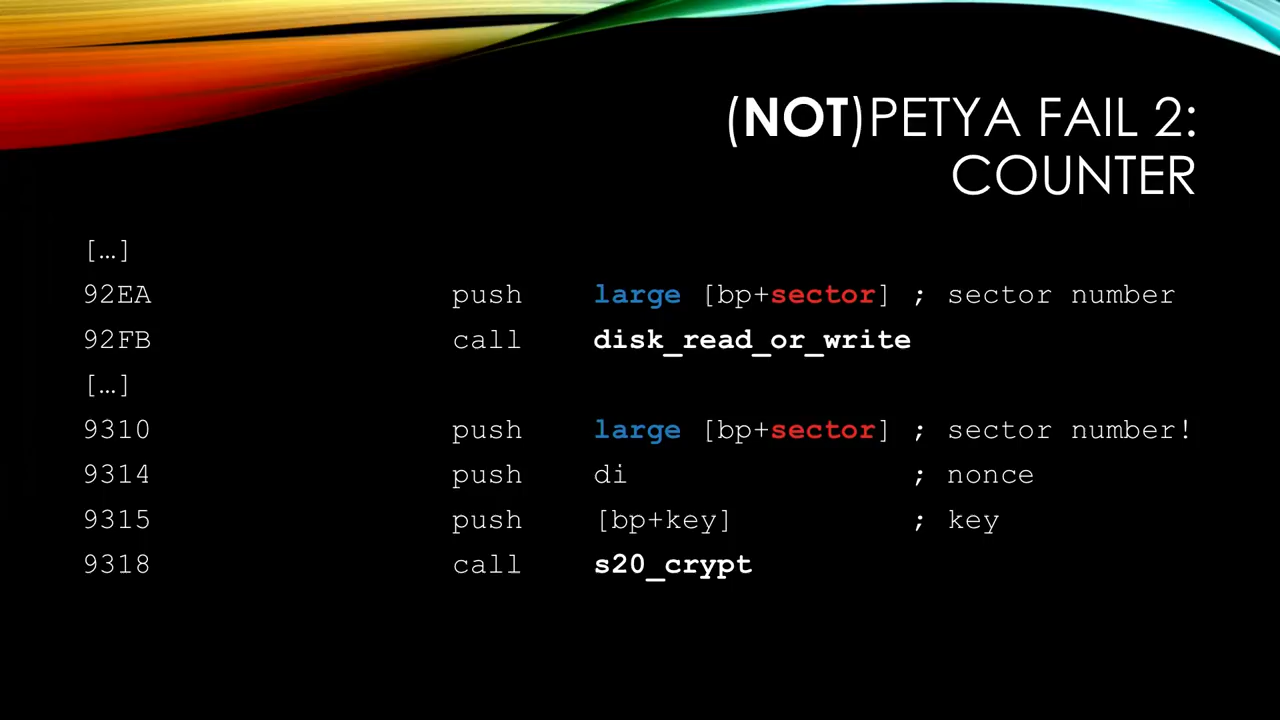 (NOT)PETYA FAIL 2:
COUNTER
[…]
92EA push large [bp+sector] ; sector number
92FB call disk_read_or_write
[…]
9310 push large [bp+sector] ; sector number!
9314 push di ; nonce
9315 push [bp+key] ; key
9318 call s20_crypt